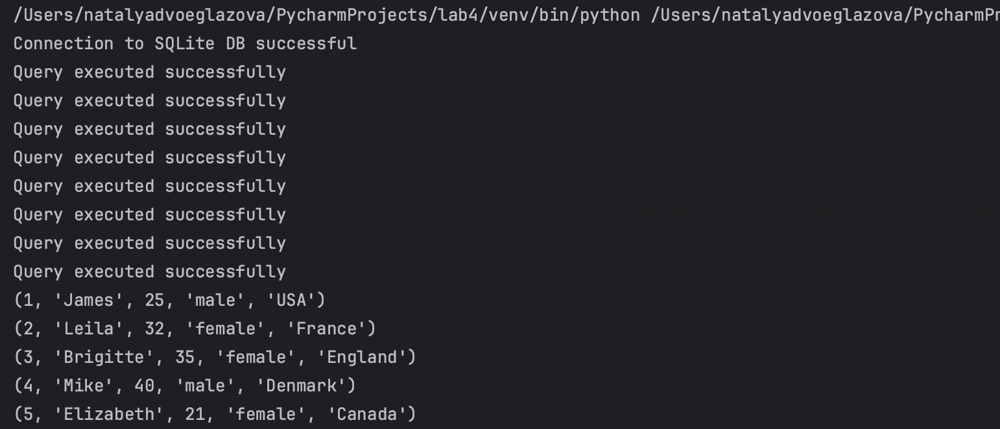 /Users/natalyadvoeglazova/PycharmProjects/lab4/venv/bin/python /Users/natalyadvoeglazova/PycharmPr
Connection to SQLite DB successful
Query executed successfully
Query executed successfully
Query executed successfully
Query executed successfully
Query executed successfully
Query executed successfully
Query executed successfully
Query executed successfully
(1, 'James', 25, 'male', 'USA')
(2, 'Leila', 32, 'female', 'France')
(3, 'Brigitte', 35, 'female', 'England')
(4, 'Mike', 40, 'male', 'Denmark')
(5, 'Elizabeth', 21, 'female', 'Canada')